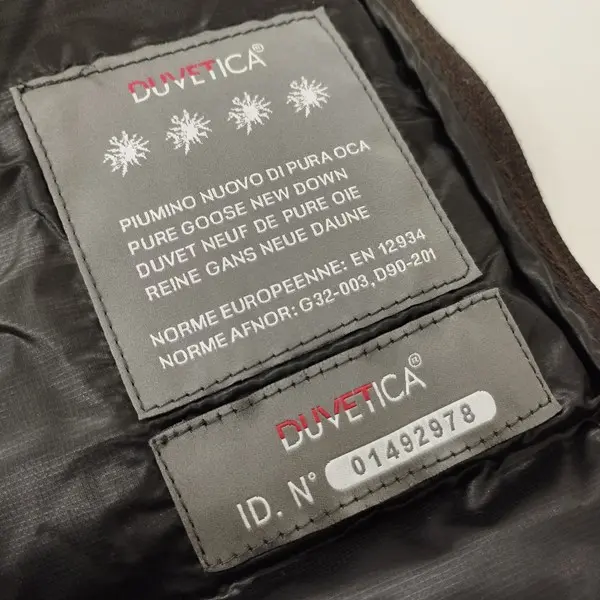 DUVETICA®
PIUMINO NUOVO DI PURA OCA
PURE GOOSE NEW DOWN
DUVET NEUF DE PURE OIE
REINE GANS NEUE DAUNE
NORME EUROPEENNE: EN 12934
NORME AFNOR: G32-003, D90-201
DUVETICA®
ID. N° 01492978